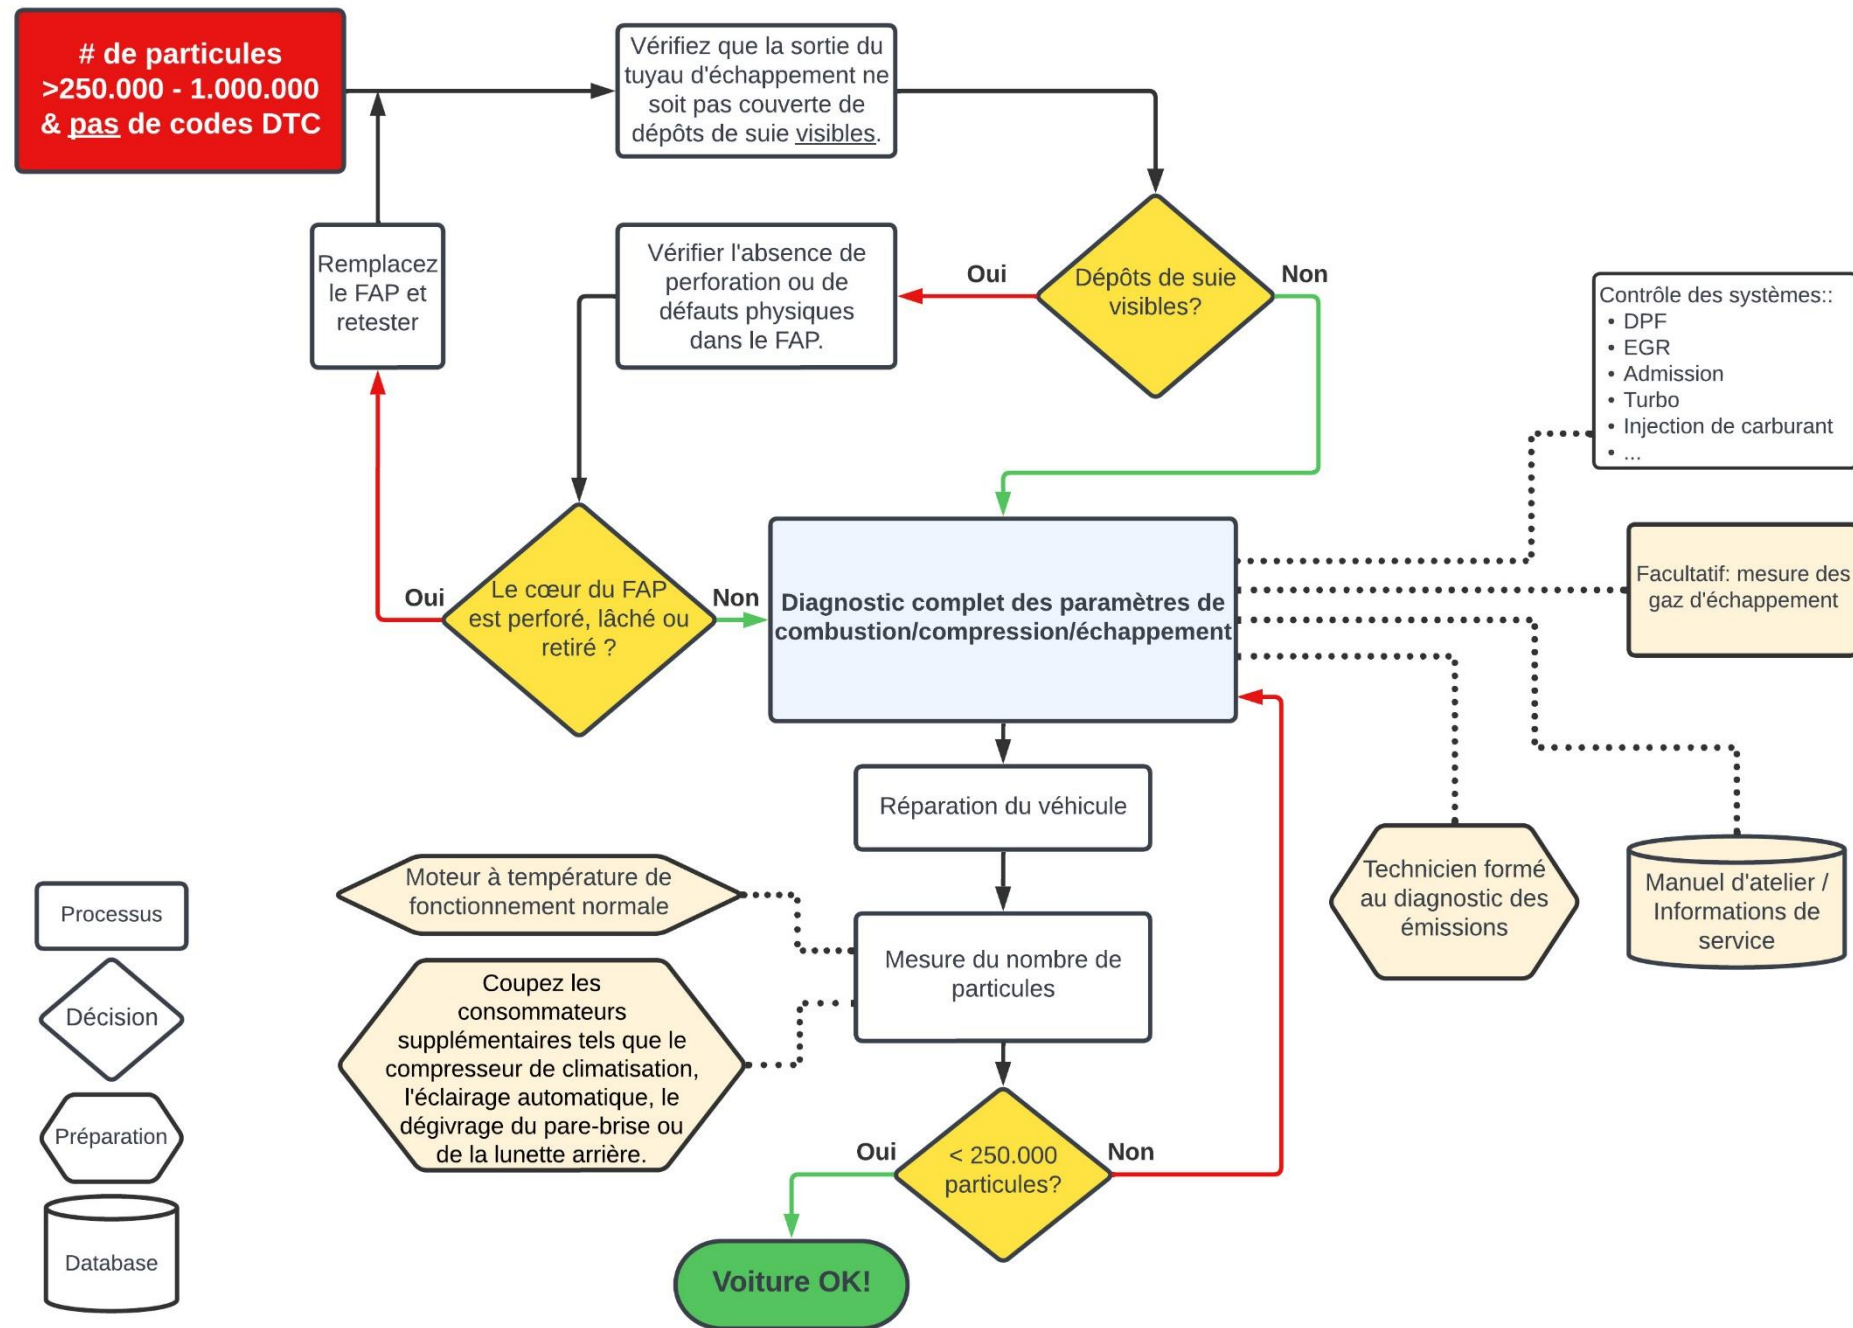 # de particules
>250.000 - 1.000.000
& pas de codes DTC
Vérifiez que la sortie du
tuyau d'échappement ne
soit pas couverte de
dépôts de suie visibles.
Remplacez
le FAP et
retester
Vérifier l'absence de
perforation ou de
défauts physiques
dans le FAP.
Oui
Dépôts de suie
visibles?
Non
Contrôle des systèmes::
• DPF
• EGR
• Admission
• Turbo
• Injection de carburant
• ...
Oui
Le cœur du FAP
est perforé, lâché ou
retiré ?
Non
Diagnostic complet des paramètres de
combustion/compression/échappement
Facultatif: mesure des
gaz d'échappement
Réparation du véhicule
Moteur à température de
fonctionnement normale
Technicien formé
au diagnostic des
émissions
Manuel d'atelier /
Informations de
service
Mesure du nombre de
particules
Coupez les
consommateurs
supplémentaires tels que le
compresseur de climatisation,
l'éclairage automatique, le
dégivrage du pare-brise ou
de la lunette arrière.
Oui
< 250.000
particules?
Non
Voiture OK!
Processus
Décision
Préparation
Database